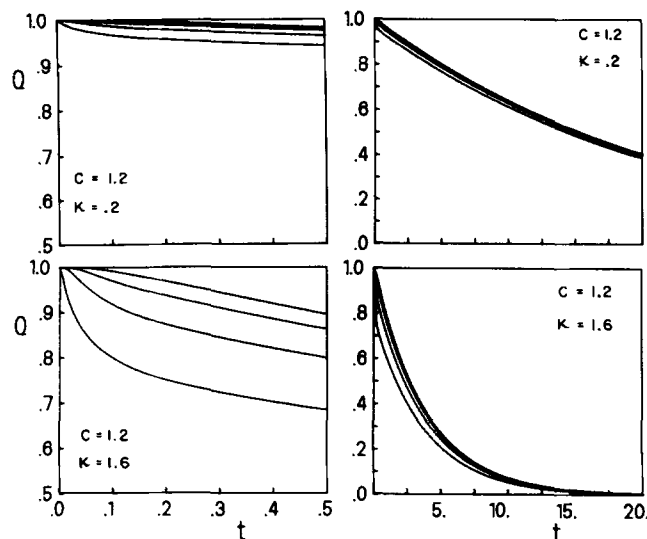 1.0
.9
Q
.8
.7
.6
.5
C = 1.2
K = .2
1.0
.8
.6
.4
.2
.0
C = 1.2
K = .2
1.0
.9
Q
.8
.7
.6
.5
C = 1.2
K = 1.6
.0 .1 .2 .3 .4 .5
t
1.0
.8
.6
.4
.2
.0
C = 1.2
K = 1.6
5. 10. 15. 20.
t